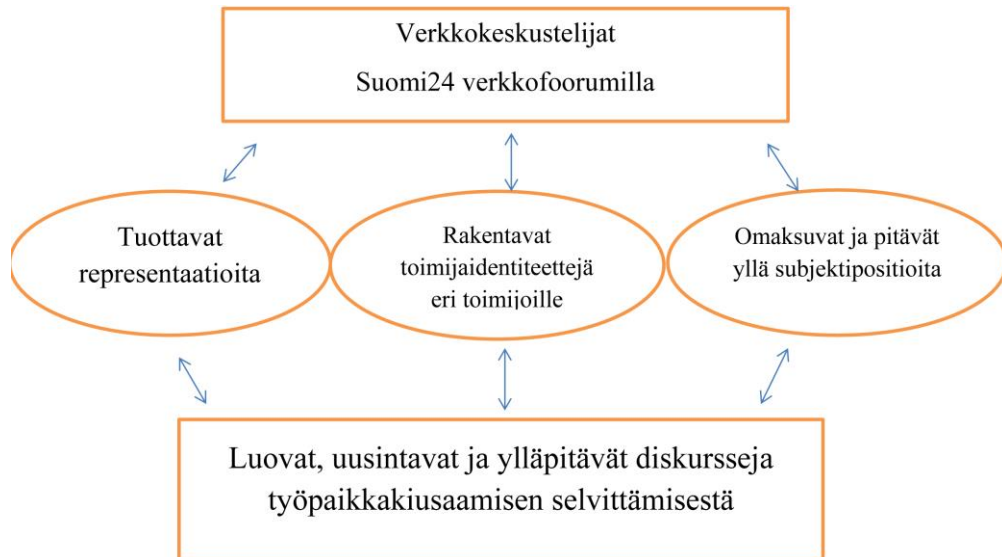 Verkkokeskustelijat
Suomi24 verkkofoorumilla
Tuottavat
representaatioita
Rakentavat
toimijaidentiteettejä
eri toimijoille
Omaksuvat ja pitävät
yllä subjektipositioita
Luovat, uusintavat ja ylläpitävät diskursseja
työpaikkakiusaamisen selvittämisestä